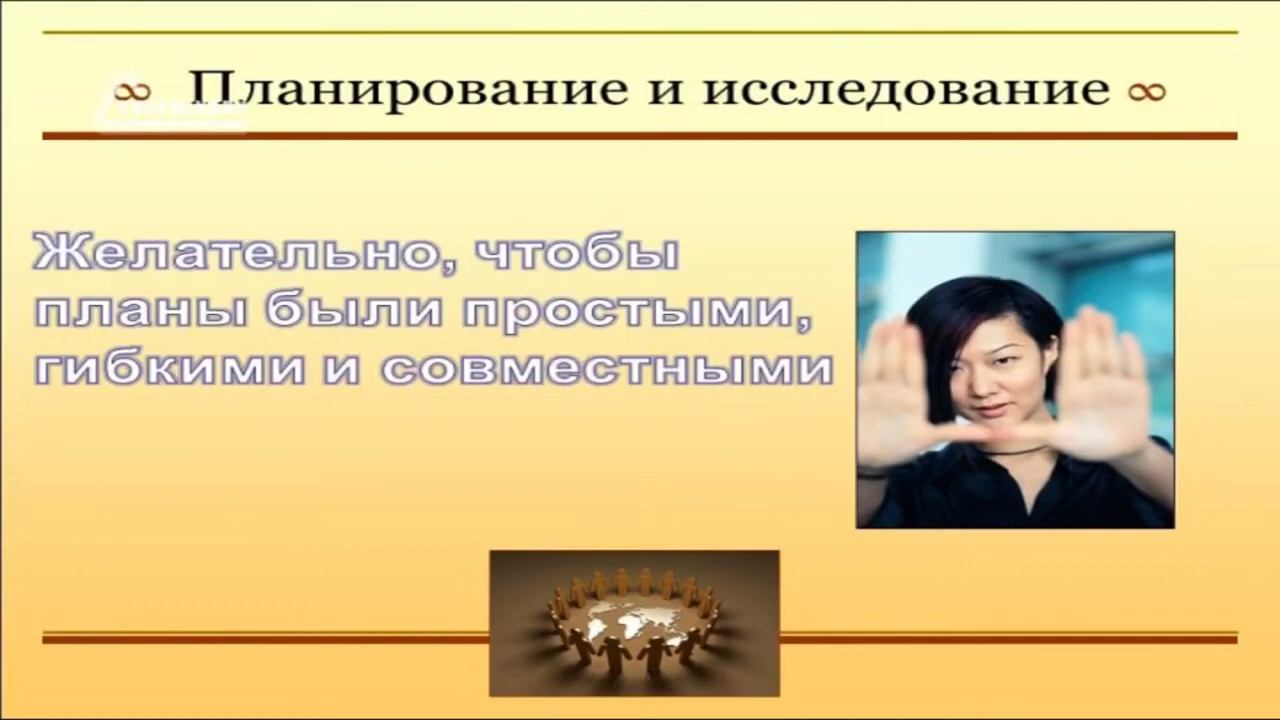 ∞ Планирование и исследование ∞
Желательно, чтобы
планы были простыми,
гибкими и совместными